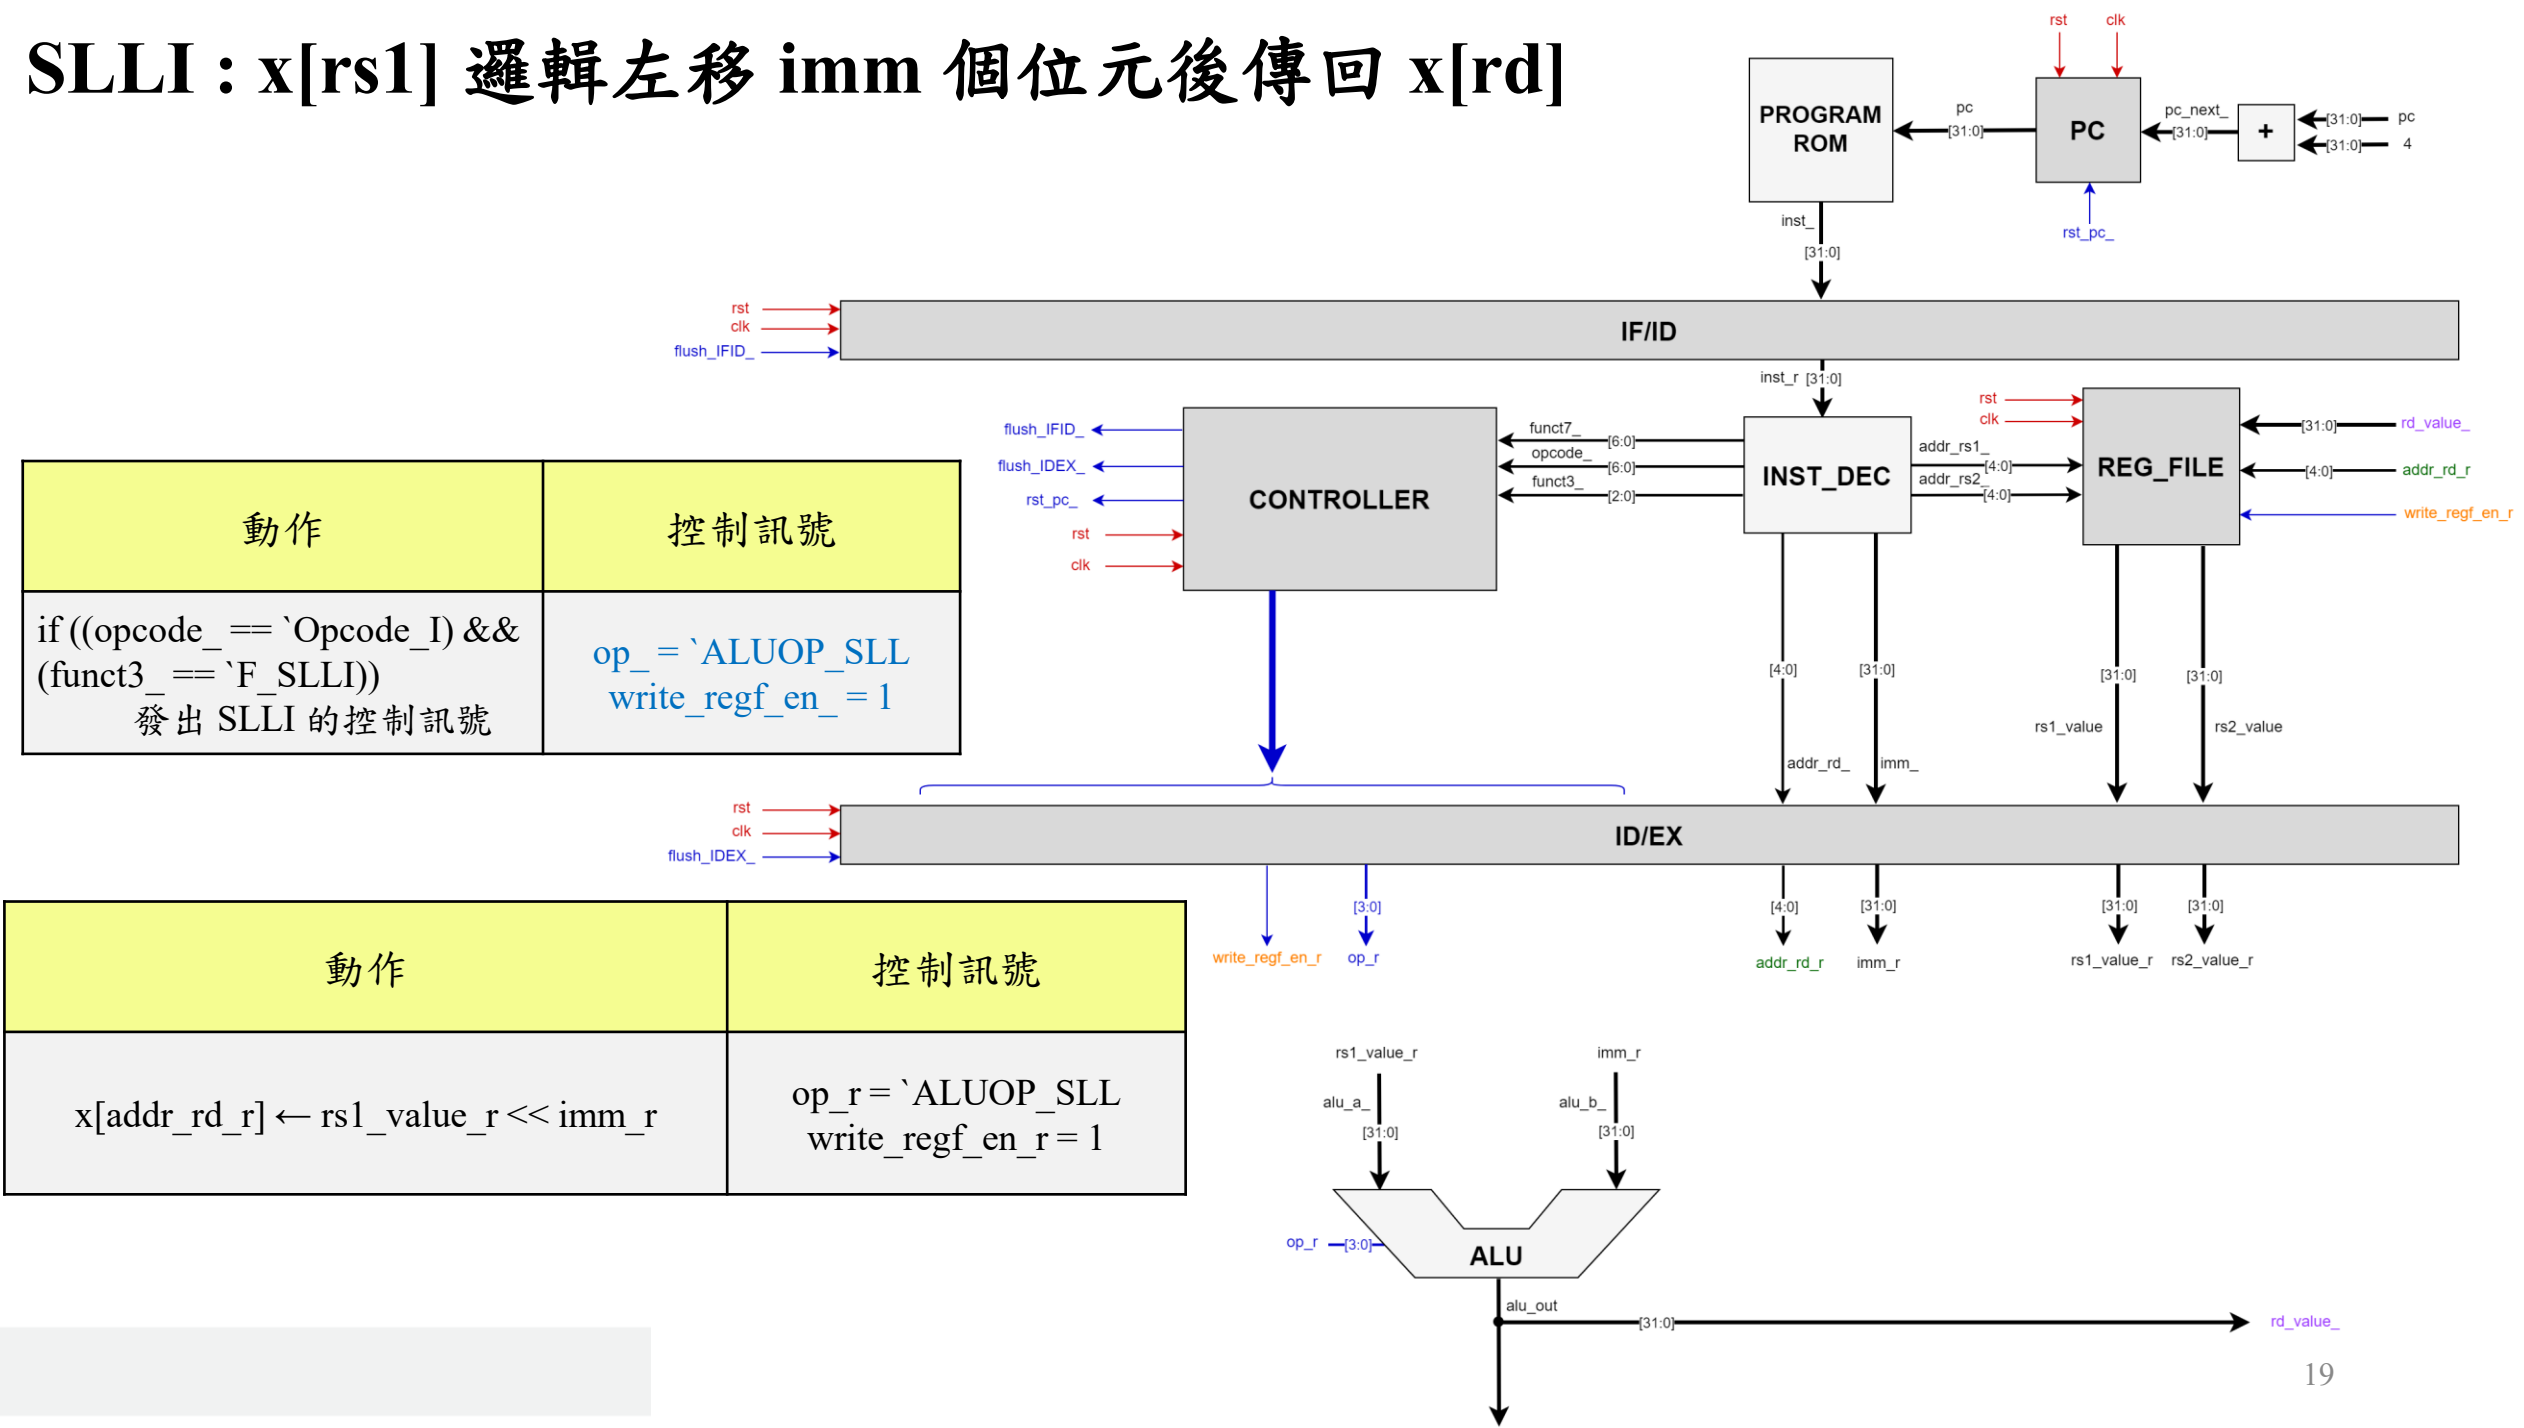 SLLI : x[rs1] 邏輯左移 imm 個位元後傳回 x[rd]
rst
clk
PROGRAM
ROM
pc
[31:0]
PC
pc_next_
[31:0]
+
[31:0]
pc
[31:0]
4
rst_pc_
inst_
[31:0]
rst
clk
flush_IFID_
IF/ID
inst_r [31:0]
flush_IFID_
flush_IDEX_
rst_pc_
rst
clk
CONTROLLER
funct7_
[6:0]
opcode_
[6:0]
funct3_
[2:0]
INST_DEC
addr_rs1_
[4:0]
addr_rs2_
[4:0]
rst
clk
REG_FILE
[31:0]
rd_value_
[4:0]
addr_rd_r
write_regf_en_r
動作
控制訊號
if ((opcode_ == `Opcode_I) &&
(funct3_ == `F_SLLI))
發出 SLLI 的控制訊號
op_ = `ALUOP_SLL
write_regf_en_ = 1
[4:0]
[31:0]
[31:0]
[31:0]
rs1_value
rs2_value
addr_rd_
imm_
rst
clk
flush_IDEX_
ID/EX
[3:0]
[4:0]
[31:0]
[31:0]
[31:0]
write_regf_en_r
op_r
addr_rd_r
imm_r
rs1_value_r
rs2_value_r
動作
控制訊號
x[addr_rd_r] ← rs1_value_r << imm_r
op_r = `ALUOP_SLL
write_regf_en_r = 1
rs1_value_r
imm_r
alu_a_
alu_b_
[31:0]
[31:0]
op_r
[3:0]
ALU
alu_out
[31:0]
rd_value_
19